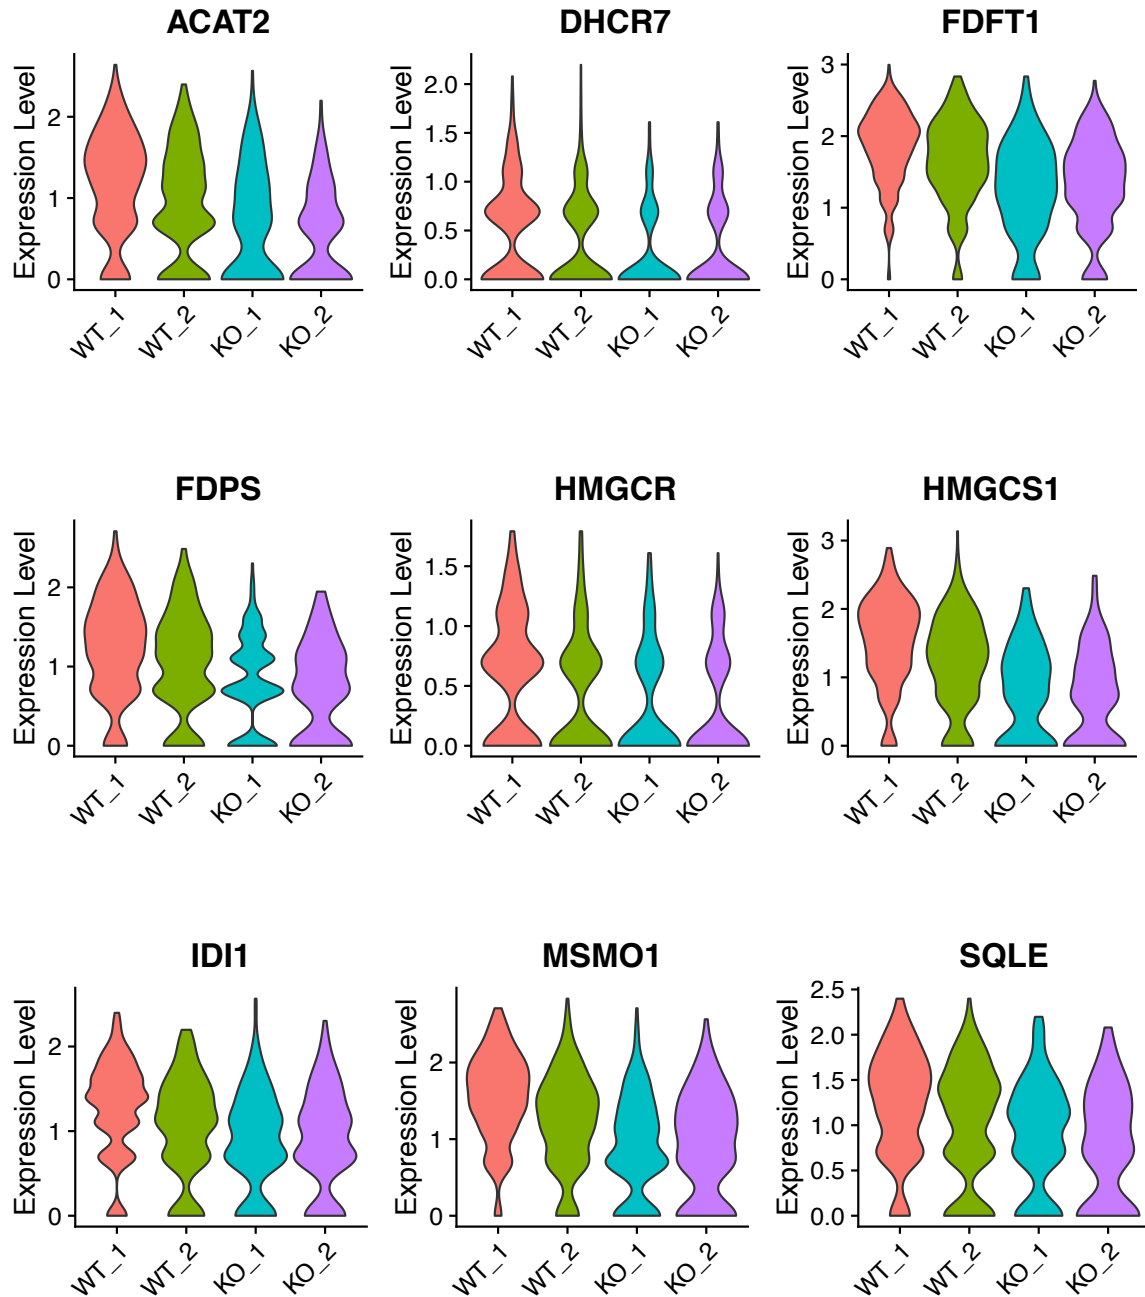 ACAT2
DHCR7
FDFT1
Expression Level
2
1
0
WT_1
WT_2
KO_1
KO_2
Expression Level
2.0
1.5
1.0
0.5
0.0
WT_1
WT_2
KO_1
KO_2
Expression Level
3
2
1
0
WT_1
WT_2
KO_1
KO_2
FDPS
HMGCR
HMGCS1
Expression Level
2
1
0
WT_1
WT_2
KO_1
KO_2
Expression Level
1.5
1.0
0.5
0.0
WT_1
WT_2
KO_1
KO_2
Expression Level
3
2
1
0
WT_1
WT_2
KO_1
KO_2
IDI1
MSMO1
SQLE
Expression Level
2
1
0
WT_1
WT_2
KO_1
KO_2
Expression Level
2
1
0
WT_1
WT_2
KO_1
KO_2
Expression Level
2.5
2.0
1.5
1.0
0.5
0.0
WT_1
WT_2
KO_1
KO_2